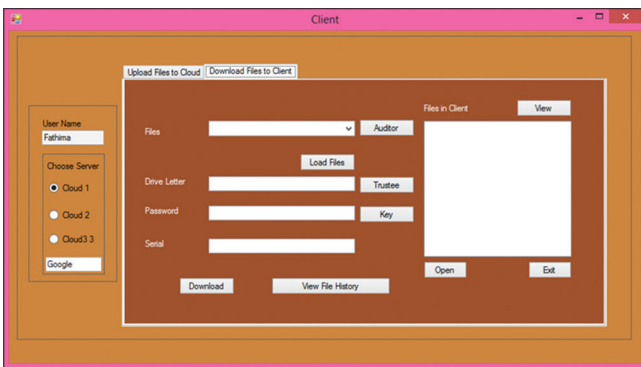 Client
Upload Files to Cloud
Download Files to Client
User Name
Fathima
Choose Server
Cloud 1
Cloud 2
Cloud3 3
Google
Files
Auditor
Load Files
Drive Letter
Trustee
Password
Key
Serial
Download
View File History
Files in Client
View
Open
Exit